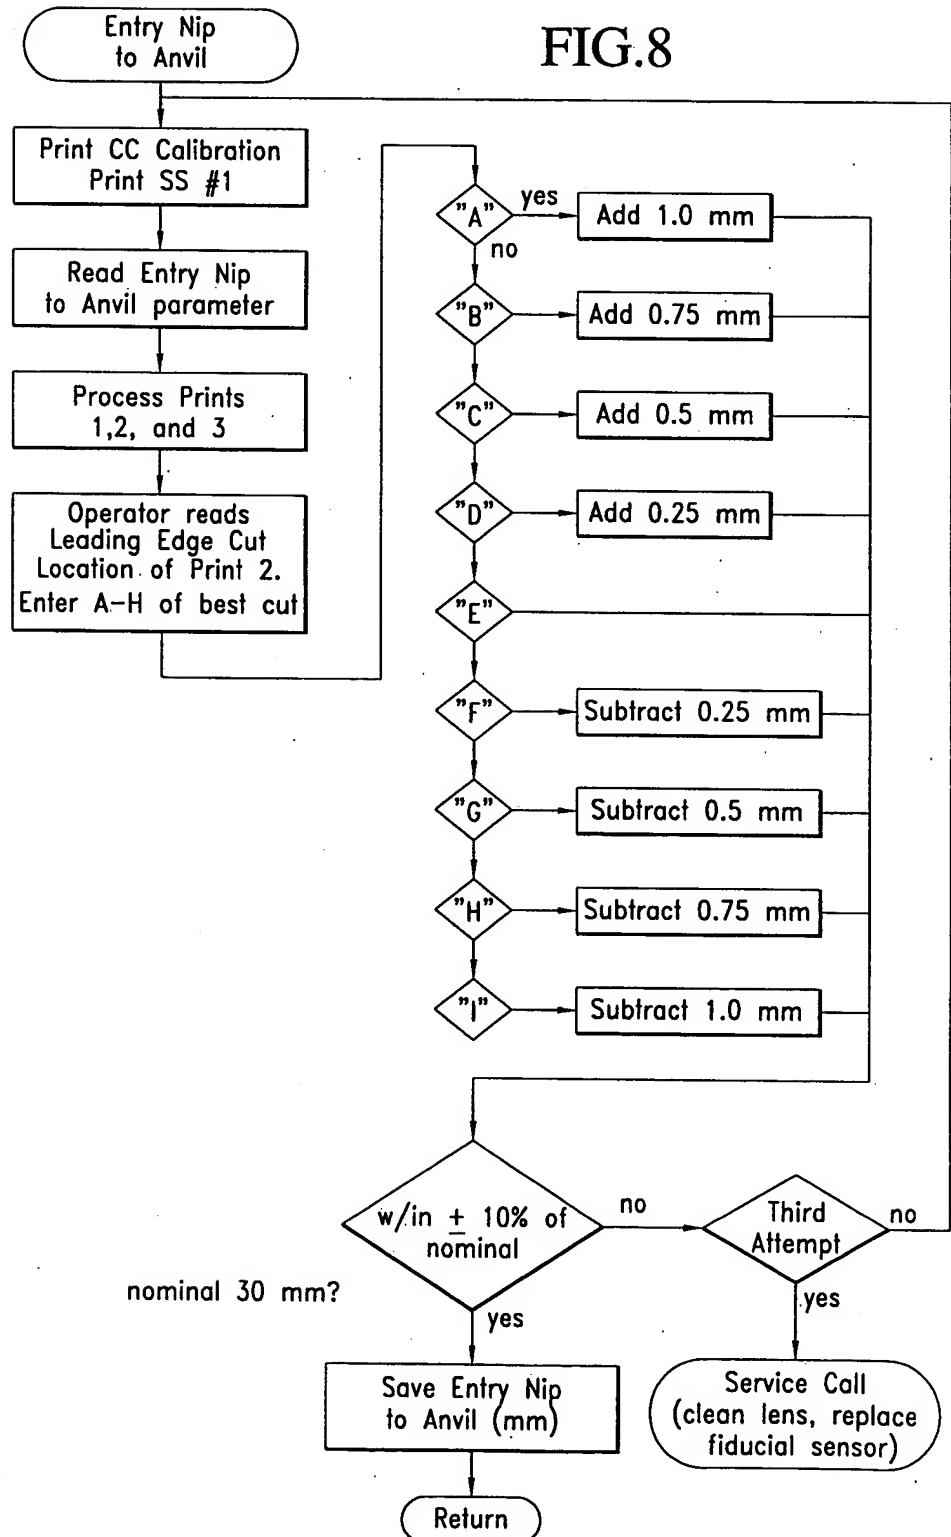 FIG.8
Entry Nip
to Anvil
Print CC Calibration
Print SS #1
Read Entry Nip
to Anvil parameter
Process Prints
1,2, and 3
Operator reads
Leading Edge Cut
Location of Print 2.
Enter A-H of best cut
"A"
yes
Add 1.0 mm
no
"B"
Add 0.75 mm
"C"
Add 0.5 mm
"D"
Add 0.25 mm
"E"
"F"
Subtract 0.25 mm
"G"
Subtract 0.5 mm
"H"
Subtract 0.75 mm
"I"
Subtract 1.0 mm
w/in ± 10% of
nominal
nominal 30 mm?
no
Third
Attempt
no
yes
yes
Save Entry Nip
to Anvil (mm)
Service Call
(clean lens, replace
fiducial sensor)
Return